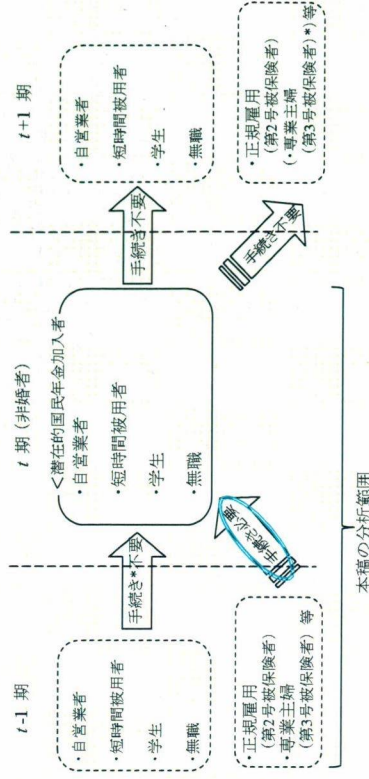 t-1 期
・自営業者
・短時間被用者
・学生
・無職
・正規雇用
(第2号被保険者)
・専業主婦
(第3号被保険者) 等
手続き*不要
手続き必要
t 期 (非婚者)
<潜在的国民年金加入者
・自営業者
・短時間被用者
・学生
・無職
手続き不要
手続き不要
t+1 期
・自営業者
・短時間被用者
・学生
・無職
・正規雇用
(第2号被保険者)
(・専業主婦
(第3号被保険者)*) 等
本稿の分析範囲